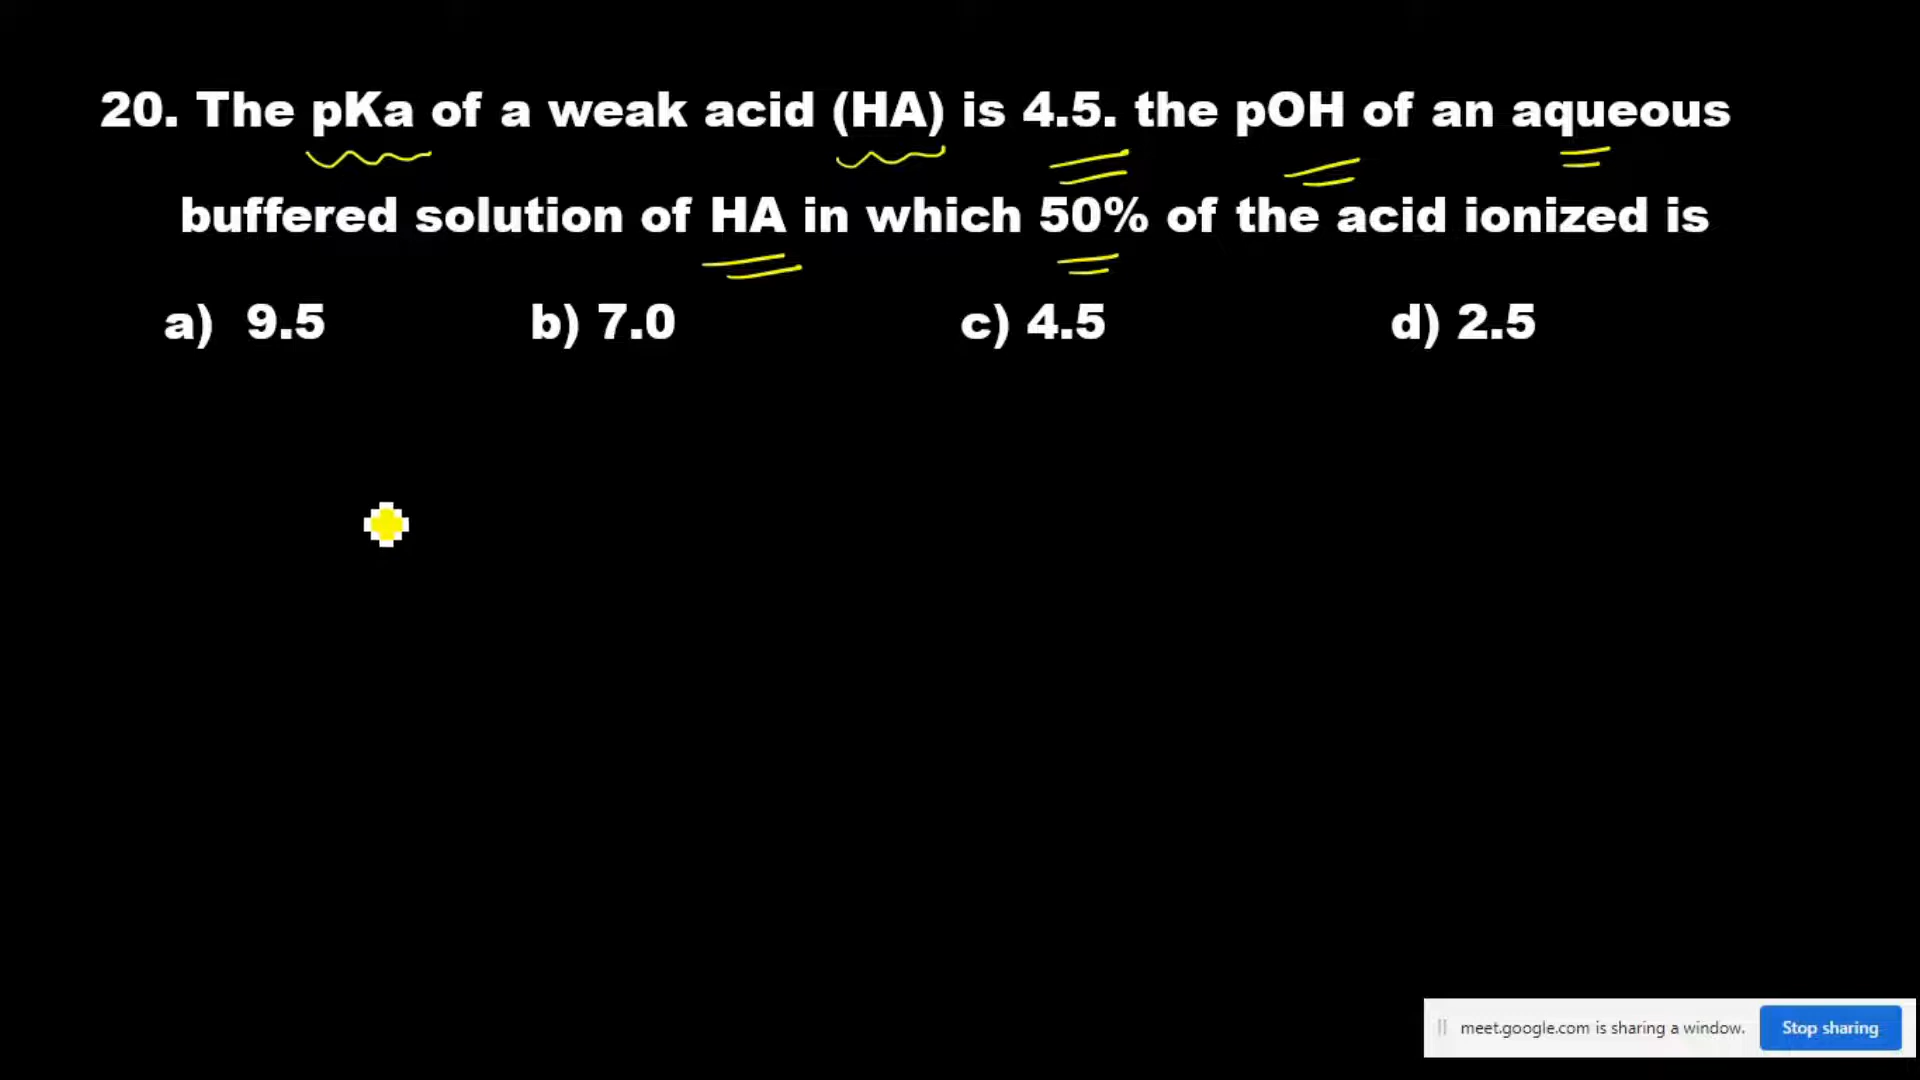 20. The pKa of a weak acid (HA) is 4.5. the pOH of an aqueous
buffered solution of HA in which 50% of the acid ionized is
a) 9.5 b) 7.0 c) 4.5 d) 2.5
meet.google.com is sharing a window. Stop sharing